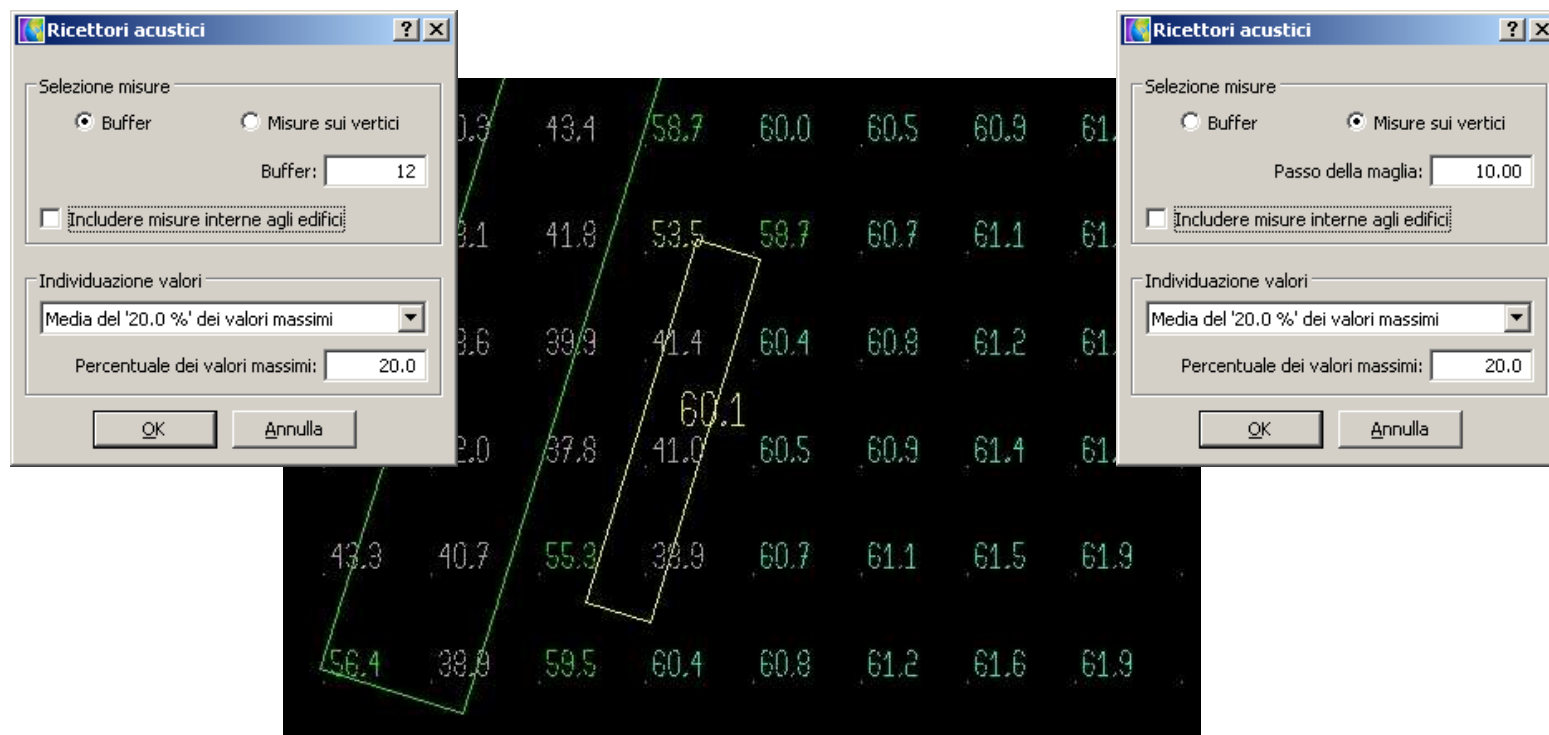 Ricettori acustici
Selezione misure
Buffer Misure sui vertici
Buffer: 12
Includere misure interne agli edifici
Individuazione valori
Media del '20.0 %' dei valori massimi
Percentuale dei valori massimi: 20.0
OK Annulla
Ricettori acustici
Selezione misure
Buffer Misure sui vertici
Passo della maglia: 10.00
Includere misure interne agli edifici
Individuazione valori
Media del '20.0 %' dei valori massimi
Percentuale dei valori massimi: 20.0
OK Annulla
43.4 58.7 60.0 60.5 60.9 61.
41.8 58.7 60.7 61.1 61.
39.9 41.4 60.4 60.8 61.2 61.
60.1
37.8 41.0 60.5 60.9 61.4 61.
43.3 40.7 55.3 60.7 61.1 61.5 61.9
56.4 59.5 60.4 60.8 61.2 61.6 61.9